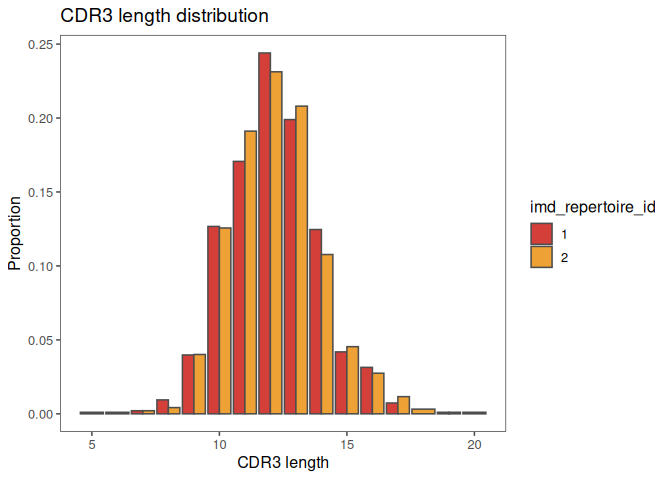 CDR3 length distribution
0.25
0.20
0.15
0.10
0.05
0.00
Proportion
5 10 15 20
CDR3 length
imd_repertoire_id
1
2